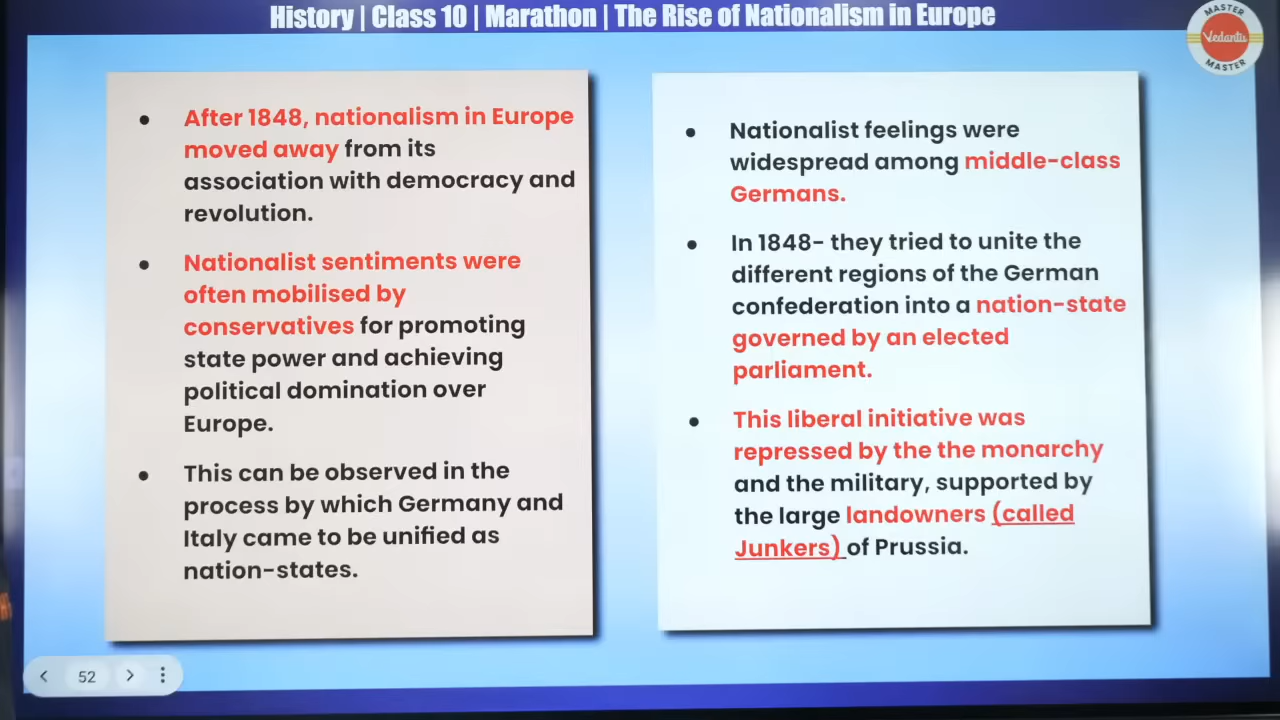 History | Class 10 | Marathon | The Rise of Nationalism in Europe
MASTER
Vedantu
MASTER
• After 1848, nationalism in Europe
moved away from its
association with democracy and
revolution.
• Nationalist sentiments were
often mobilised by
conservatives for promoting
state power and achieving
political domination over
Europe.
• This can be observed in the
process by which Germany and
Italy came to be unified as
nation-states.
• Nationalist feelings were
widespread among middle-class
Germans.
• In 1848- they tried to unite the
different regions of the German
confederation into a nation-state
governed by an elected
parliament.
• This liberal initiative was
repressed by the the monarchy
and the military, supported by
the large landowners (called
Junkers) of Prussia.
52